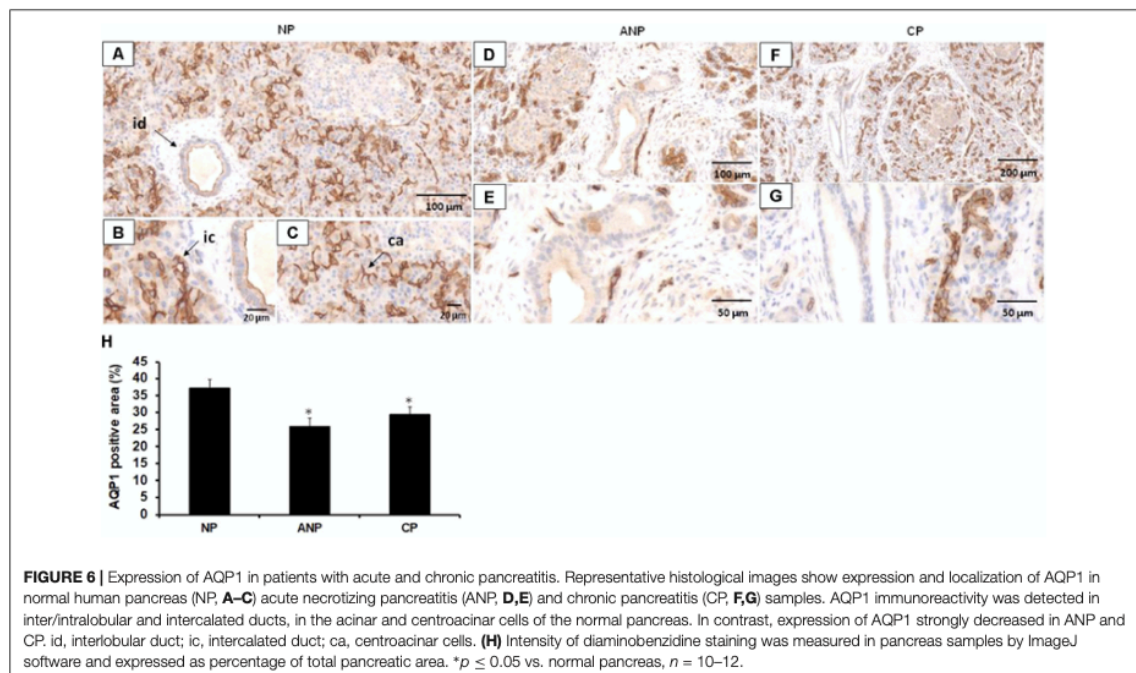 NP ANP CP
A D F
id
100 µm 100 µm 200 µm
E G
B ic C ca
20 µm 20 µm 50 µm 50 µm
H
AQP1 positive area (%)
45
40
35
30
25
20
15
10
5
0
* *
NP ANP CP
FIGURE 6 | Expression of AQP1 in patients with acute and chronic pancreatitis. Representative histological images show expression and localization of AQP1 in
normal human pancreas (NP, A–C) acute necrotizing pancreatitis (ANP, D,E) and chronic pancreatitis (CP, F,G) samples. AQP1 immunoreactivity was detected in
inter/intralobular and intercalated ducts, in the acinar and centroacinar cells of the normal pancreas. In contrast, expression of AQP1 strongly decreased in ANP and
CP. id, interlobular duct; ic, intercalated duct; ca, centroacinar cells. (H) Intensity of diaminobenzidine staining was measured in pancreas samples by ImageJ
software and expressed as percentage of total pancreatic area. *p ≤ 0.05 vs. normal pancreas, n = 10–12.